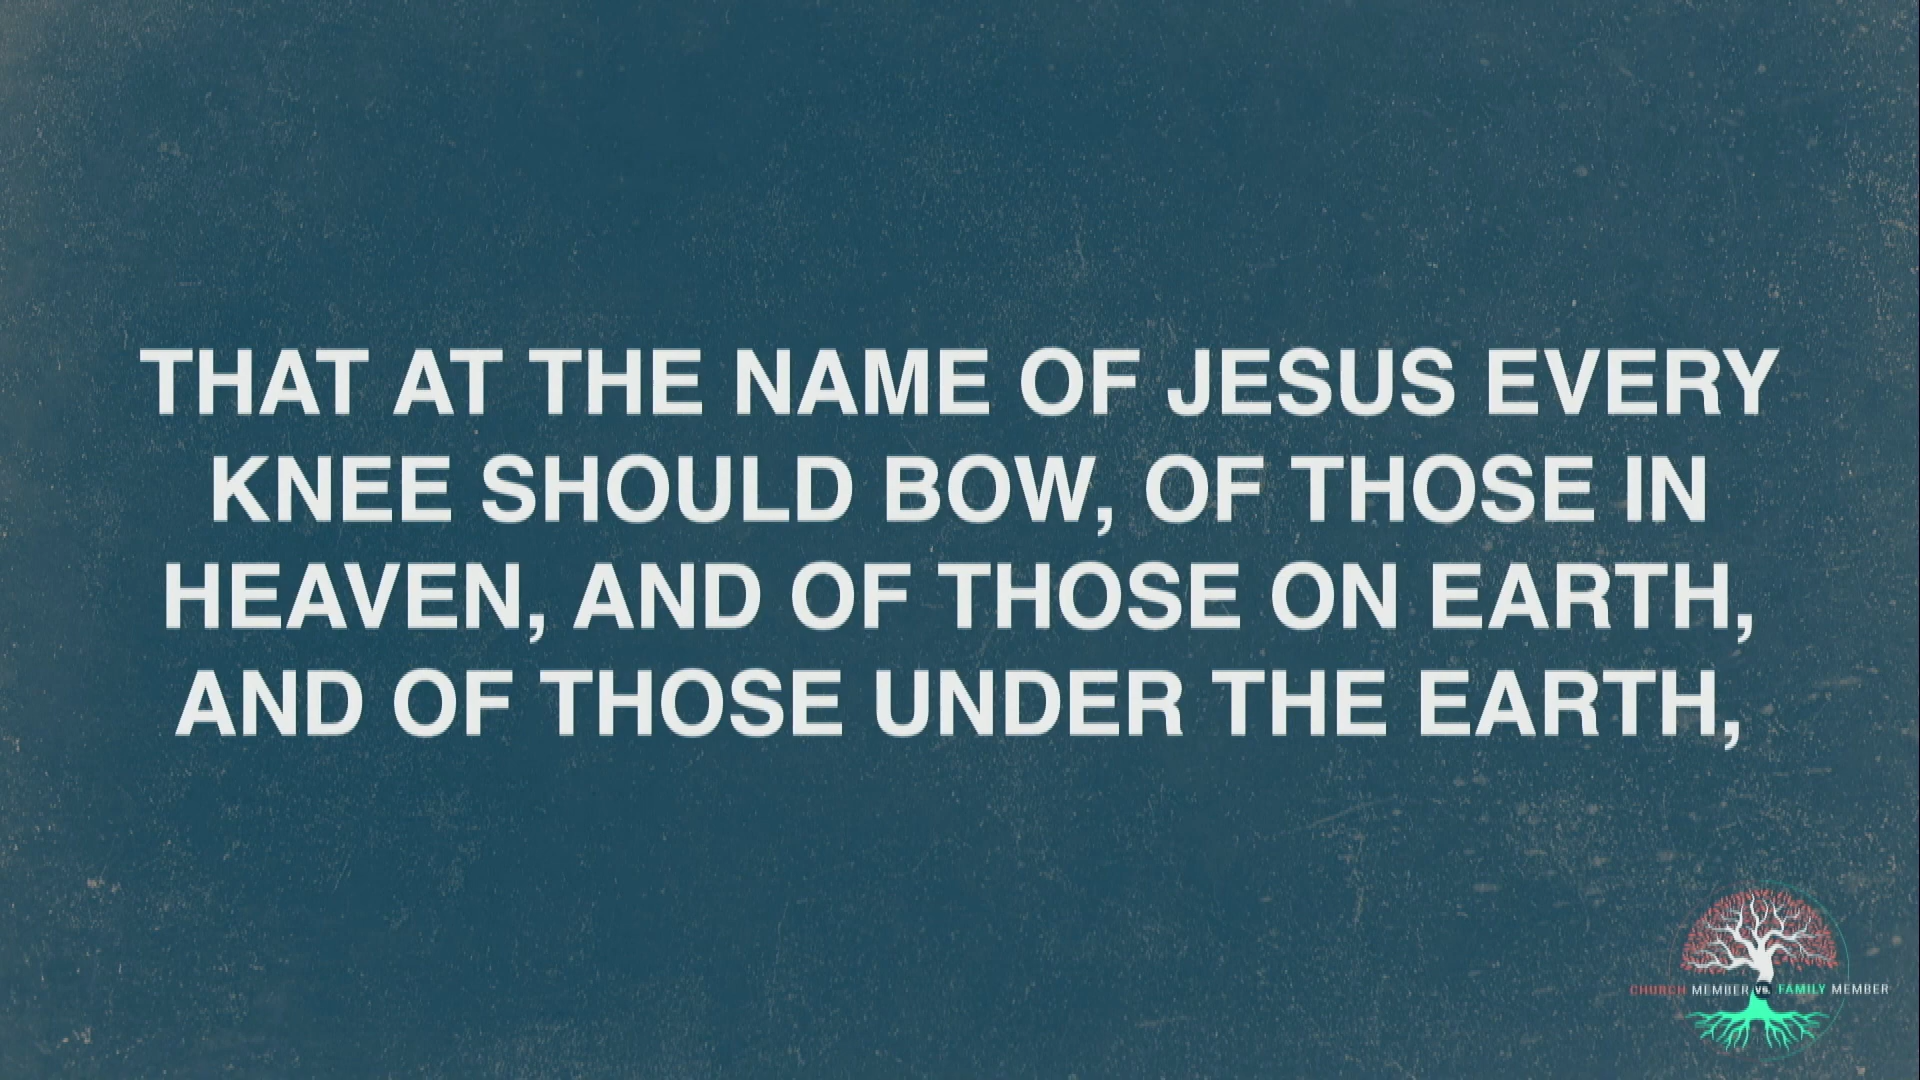 THAT AT THE NAME OF JESUS EVERY
KNEE SHOULD BOW, OF THOSE IN
HEAVEN, AND OF THOSE ON EARTH,
AND OF THOSE UNDER THE EARTH,
CHURCH MEMBER VS. FAMILY MEMBER